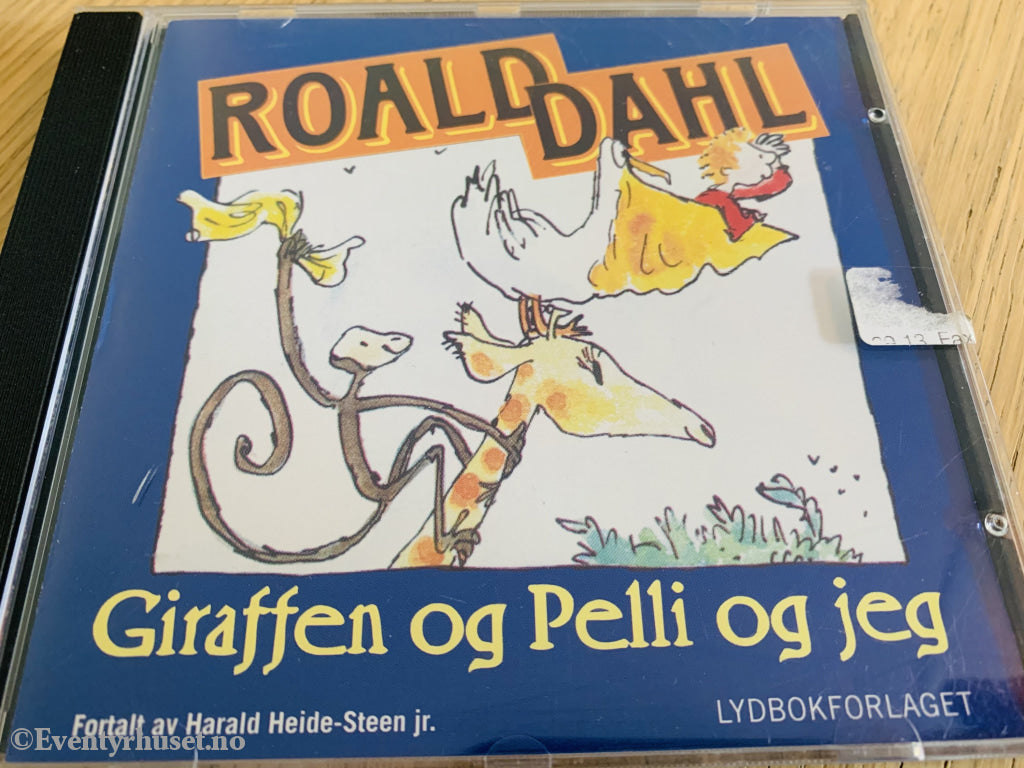 ROALD DAHL
Giraffen og Pelli og jeg
Fortalt av Harald Heide-Steen jr.
LYDBOKFORLAGET
©Eventyrhuset.no